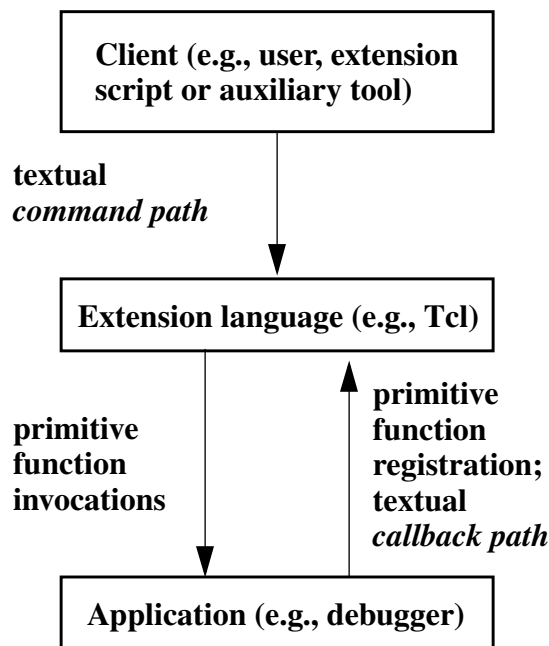 Client (e.g., user, extension
script or auxiliary tool)
textual
command path
Extension language (e.g., Tcl)
primitive
function
invocations
primitive
function
registration;
textual
callback path
Application (e.g., debugger)